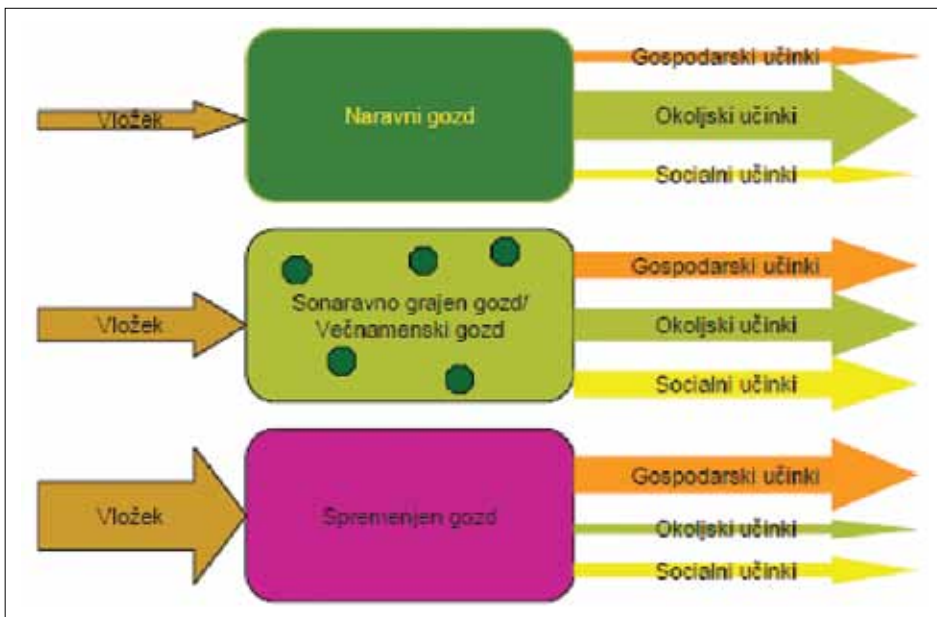 Vložek
Naravni gozd
Gospodarski učinki
Okoljski učinki
Socialni učinki
Vložek
Sonaravno grajen gozd/
Večnamenski gozd
Gospodarski učinki
Okoljski učinki
Socialni učinki
Vložek
Spremenjen gozd
Gospodarski učinki
Okoljski učinki
Socialni učinki